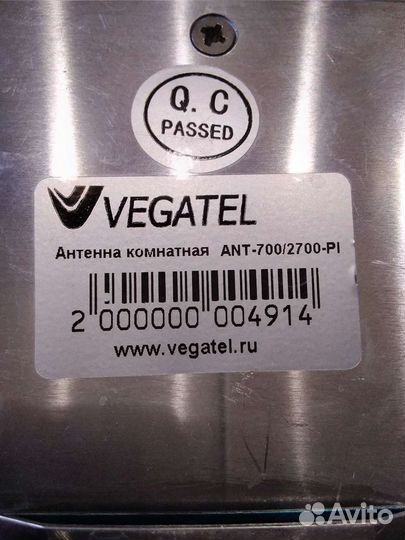 Q.C
PASSED
VEGATEL
Антенна комнатная ANT-700/2700-PI
2 000000 004914
www.vegatel.ru
Avito